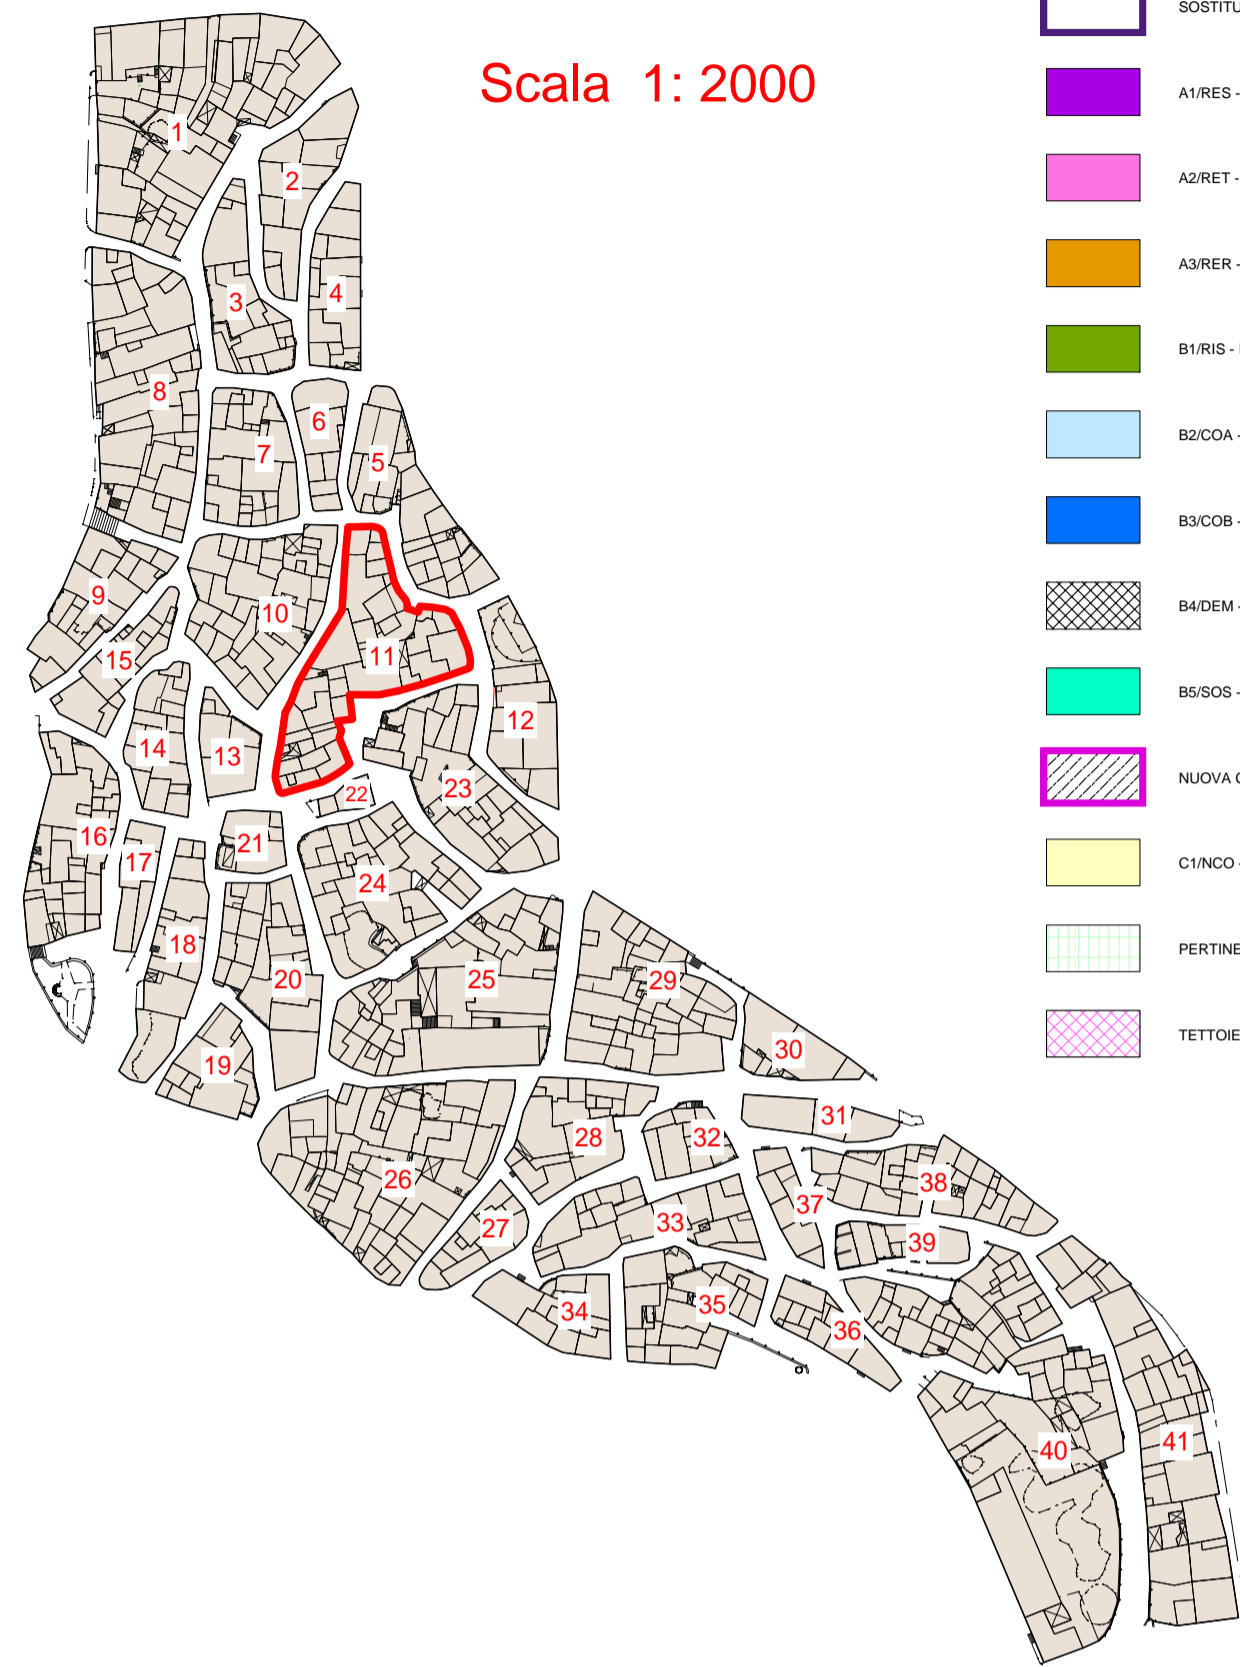 Scala 1: 2000
SOSTITU
A1/RES -
A2/RET -
A3/RER -
B1/RIS -
B2/COA -
B3/COB -
B4/DEM -
B5/SOS -
NUOVA
C1/NCO -
PERTINE
TETTOIE
1
2
3
4
5
6
7
8
9
10
11
12
13
14
15
16
17
18
19
20
21
22
23
24
25
26
27
28
29
30
31
32
33
34
35
36
37
38
39
40
41